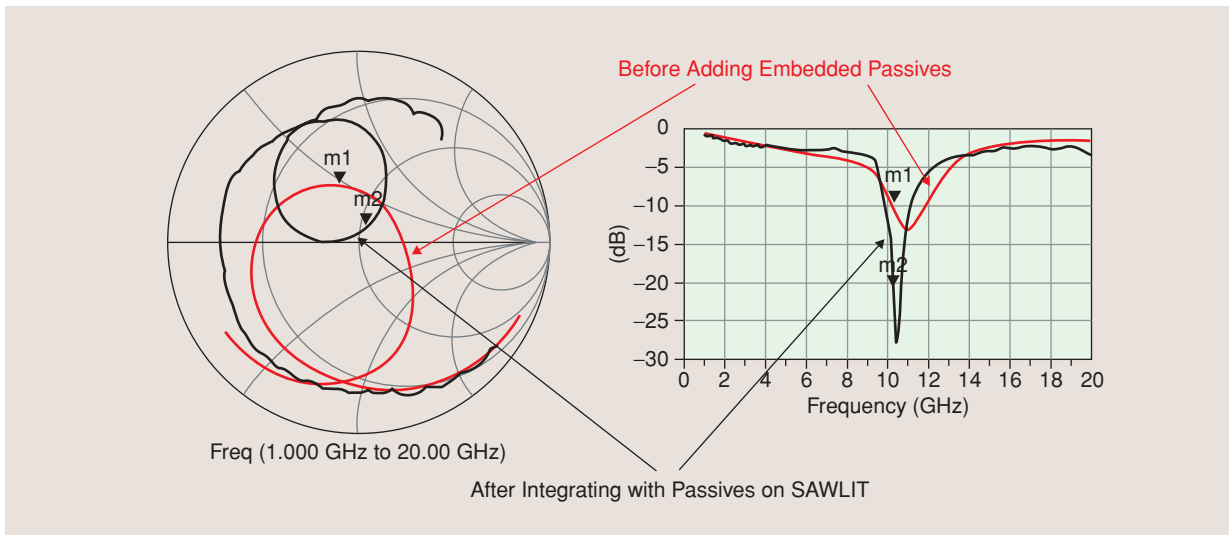 Before Adding Embedded Passives
m1
m2
Freq (1.000 GHz to 20.00 GHz)
0
−5
−10
−15
−20
−25
−30
(dB)
m1
m2
0 2 4 6 8 10 12 14 16 18 20
Frequency (GHz)
After Integrating with Passives on SAWLIT